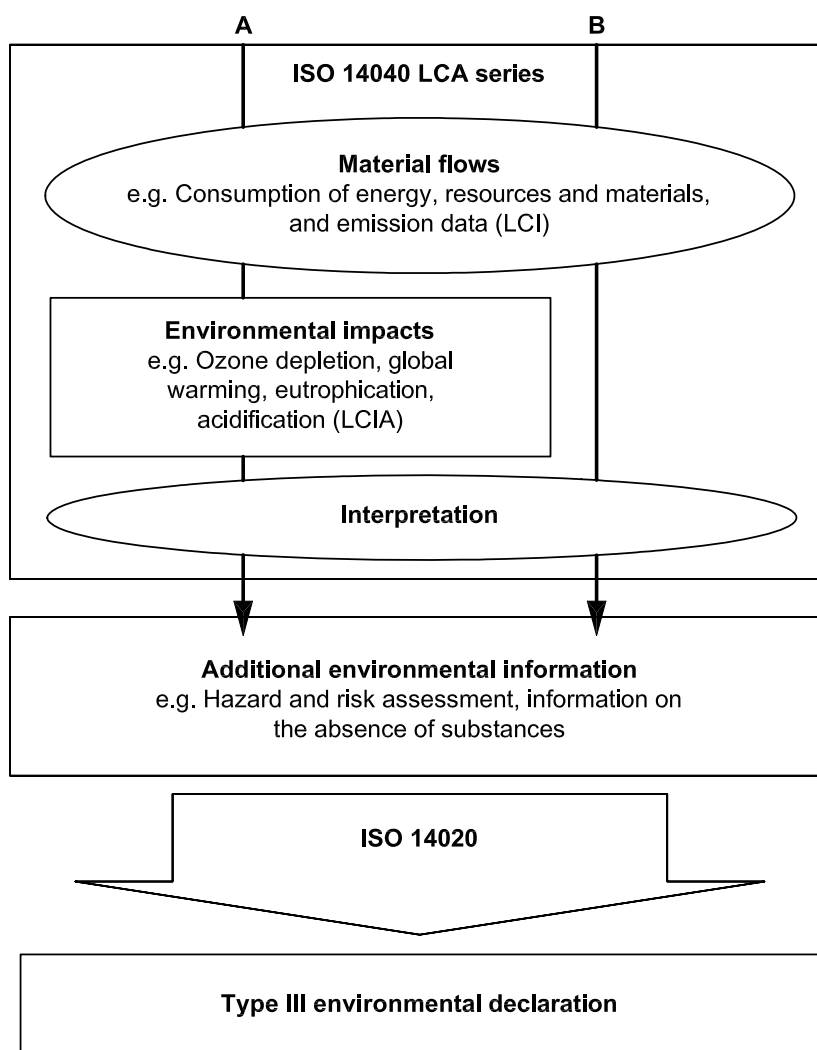 A
B
ISO 14040 LCA series
Material flows
e.g. Consumption of energy, resources and materials,
and emission data (LCI)
Environmental impacts
e.g. Ozone depletion, global
warming, eutrophication,
acidification (LCIA)
Interpretation
Additional environmental information
e.g. Hazard and risk assessment, information on
the absence of substances
ISO 14020
Type III environmental declaration